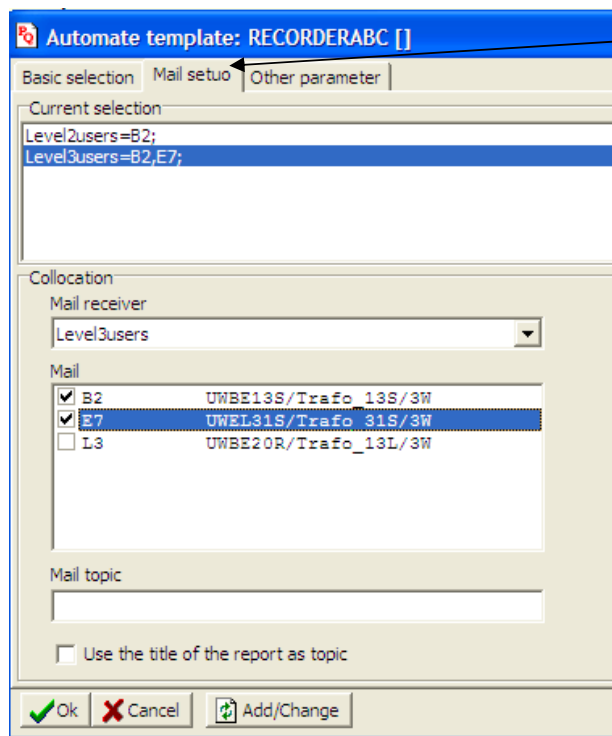 Automate template: RECORDERABC []
Basic selection Mail setuo Other parameter
Current selection
Level2users=B2;
Level3users=B2,E7;
Collocation
Mail receiver
Level3users
Mail
B2 UWBE13S/Trafo_13S/3W
E7 UWEL31S/Trafo_31S/3W
L3 UWBE20R/Trafo_13L/3W
Mail topic
Use the title of the report as topic
Ok Cancel Add/Change